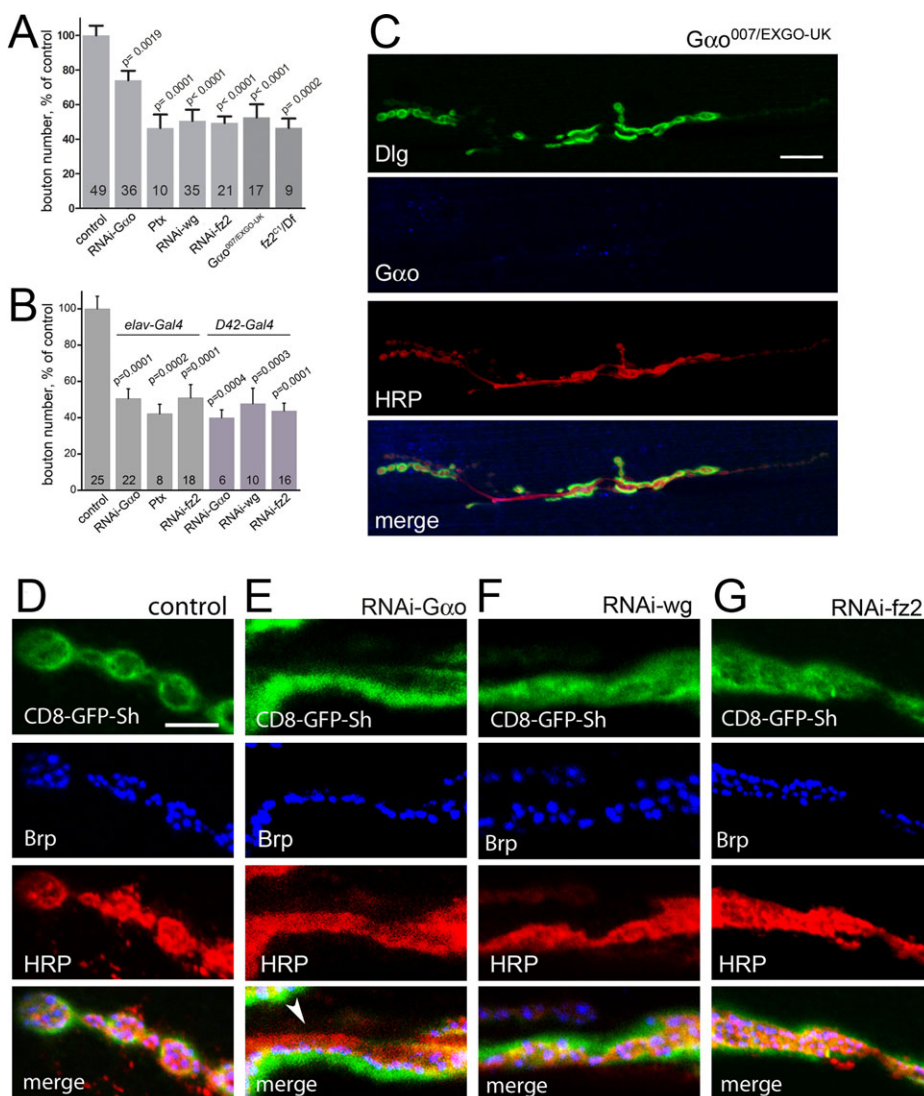 A
bouton number, % of control
100
80
60
40
20
0
p= 0.0019
p= 0.0001
p< 0.0001
p< 0.0001
p< 0.0001
p= 0.0002
49 36 10 35 21 17 9
control
RNAi-Gαo
Ptx
RNAi-wg
RNAi-fz2
Gαo007/EXGO-UK
fz2C1/Df
B
bouton number, % of control
100
80
60
40
20
0
elav-Gal4 D42-Gal4
p=0.0001
p=0.0002
p=0.0001
p=0.0004
p=0.0003
p=0.0001
25 22 8 18 6 10 16
control
RNAi-Gαo
Ptx
RNAi-fz2
RNAi-Gαo
RNAi-wg
RNAi-fz2
C
Gαo007/EXGO-UK
Dlg
Gαo
HRP
merge
D control
CD8-GFP-Sh
Brp
HRP
merge
E RNAi-Gαo
CD8-GFP-Sh
Brp
HRP
merge
F RNAi-wg
CD8-GFP-Sh
Brp
HRP
merge
G RNAi-fz2
CD8-GFP-Sh
Brp
HRP
merge